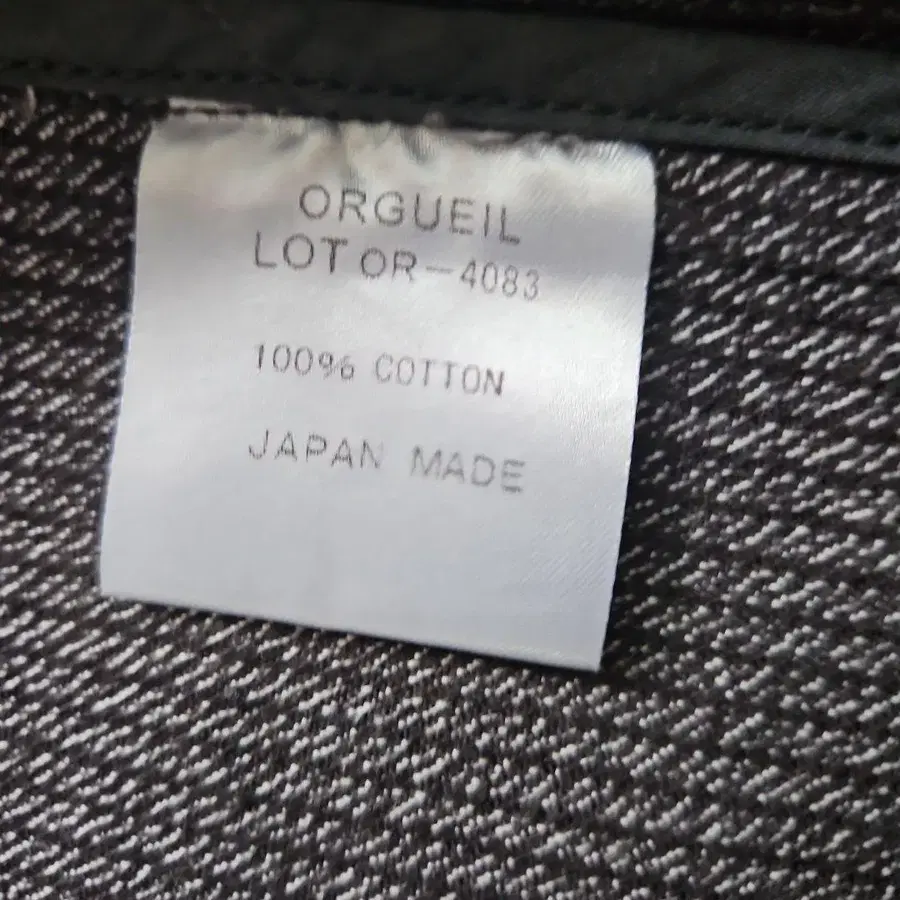 ORGUEIL
LOT OR-4083
100% COTTON
JAPAN MADE